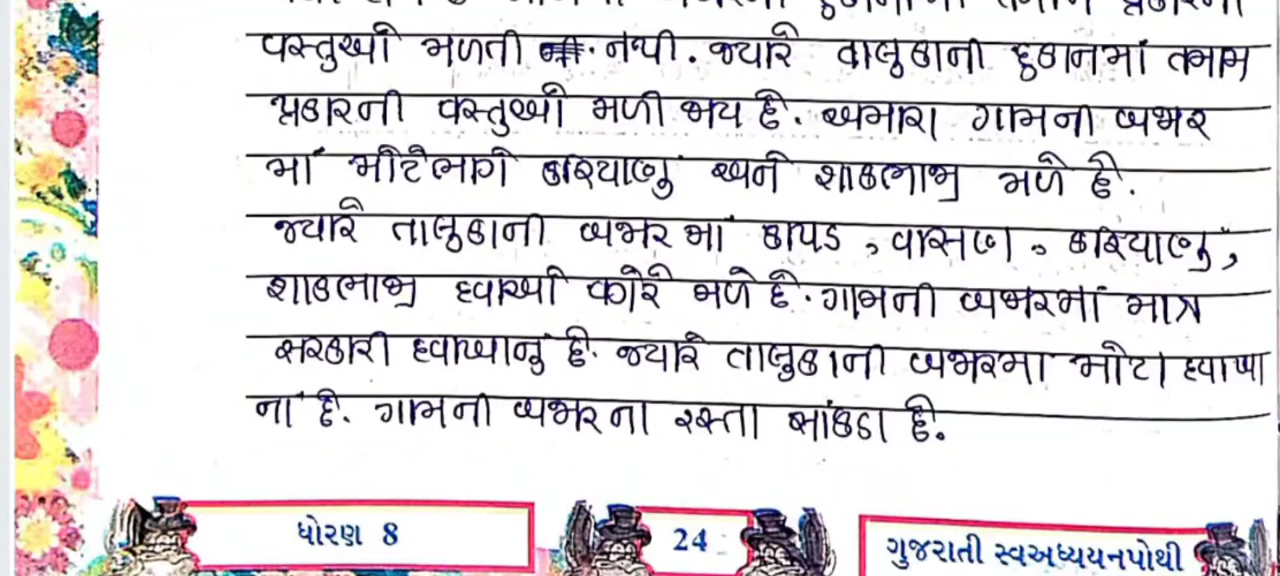 વસ્તુઓ મળતી નથી. જ્યારે તાલુકાની દુકાનમાં તમામ
પ્રકારની વસ્તુઓ મળી જાય છે. અમારા ગામના બજાર
માં મોટેભાગે કરિયાણુ અને શાકભાજી મળે છે.
જ્યારે તાલુકાની બજારમાં કાપડ, વાસણ, કરિયાણું,
શાકભાજી દવાઓ વગેરે મળે છે. ગામની બજારમાં માત્ર
સરકારી દવાખાનું છે. જ્યારે તાલુકાની બજારમા મોટા દવાખા
નાં છે. ગામની બજારના રસ્તા સાંકડા છે.
ધોરણ 8
24
ગુજરાતી સ્વઅધ્યયનપોથી